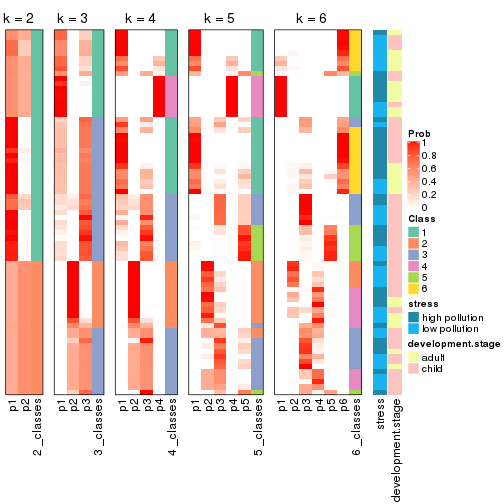 k = 2
k = 3
k = 4
k = 5
k = 6
Prob
1
0.8
0.6
0.4
0.2
0
Class
1
2
3
4
5
6
stress
high pollution
low pollution
development.stage
adult
child
p1
p2
2_classes
p1
p2
p3
3_classes
p1
p2
p3
p4
4_classes
p1
p2
p3
p4
p5
5_classes
p1
p2
p3
p4
p5
p6
6_classes
stress
development.stage